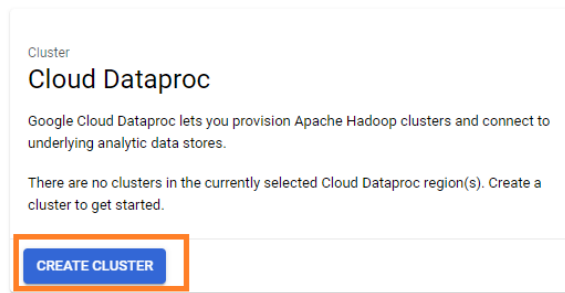 Cluster
Cloud Dataproc
Google Cloud Dataproc lets you provision Apache Hadoop clusters and connect to
underlying analytic data stores.
There are no clusters in the currently selected Cloud Dataproc region(s). Create a
cluster to get started.
CREATE CLUSTER